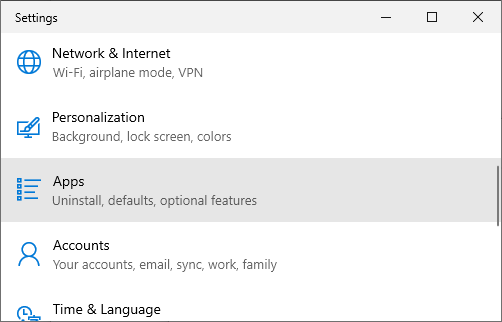 Settings
Network & Internet
Wi-Fi, airplane mode, VPN
Personalization
Background, lock screen, colors
Apps
Uninstall, defaults, optional features
Accounts
Your accounts, email, sync, work, family
Time & Language